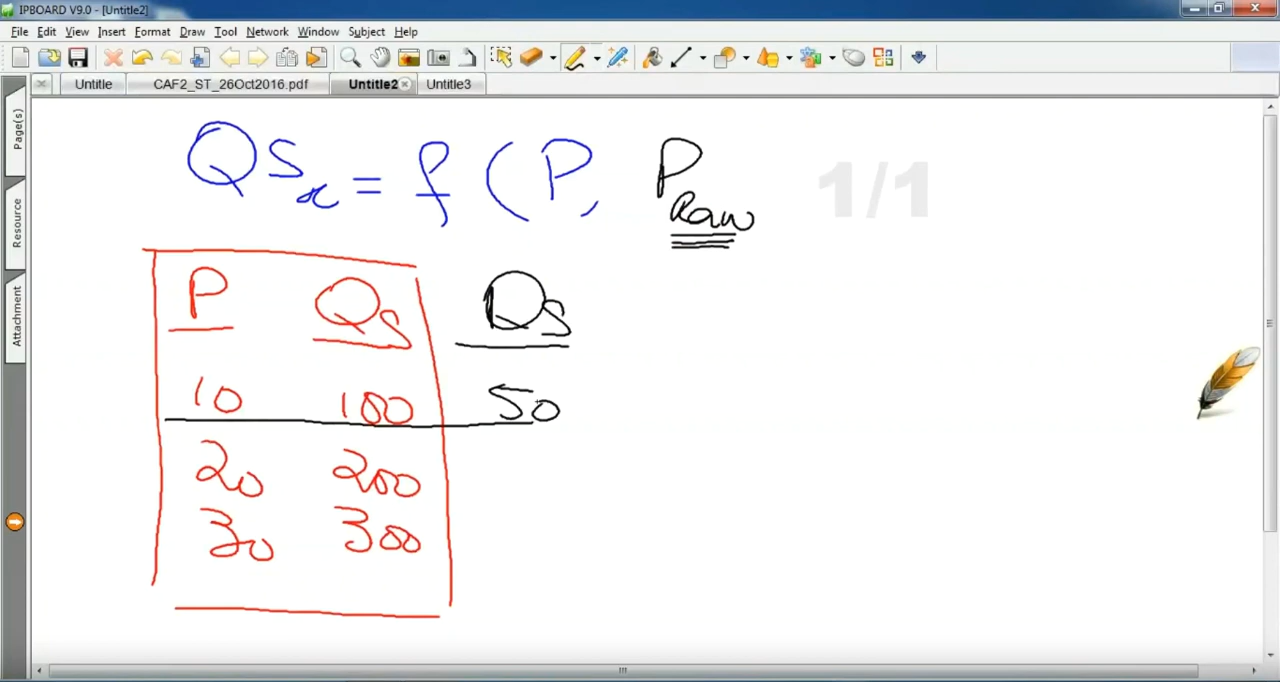 IPBOARD V9.0 - [Untitle2]
File Edit View Insert Format Draw Tool Network Window Subject Help
Untitle CAF2_ST_26Oct2016.pdf Untitle2 Untitle3
Page(s)
Resource
Attachment
1/1
QSx = f (P, P Raw
P QS QS
10 100 50
20 200
30 300